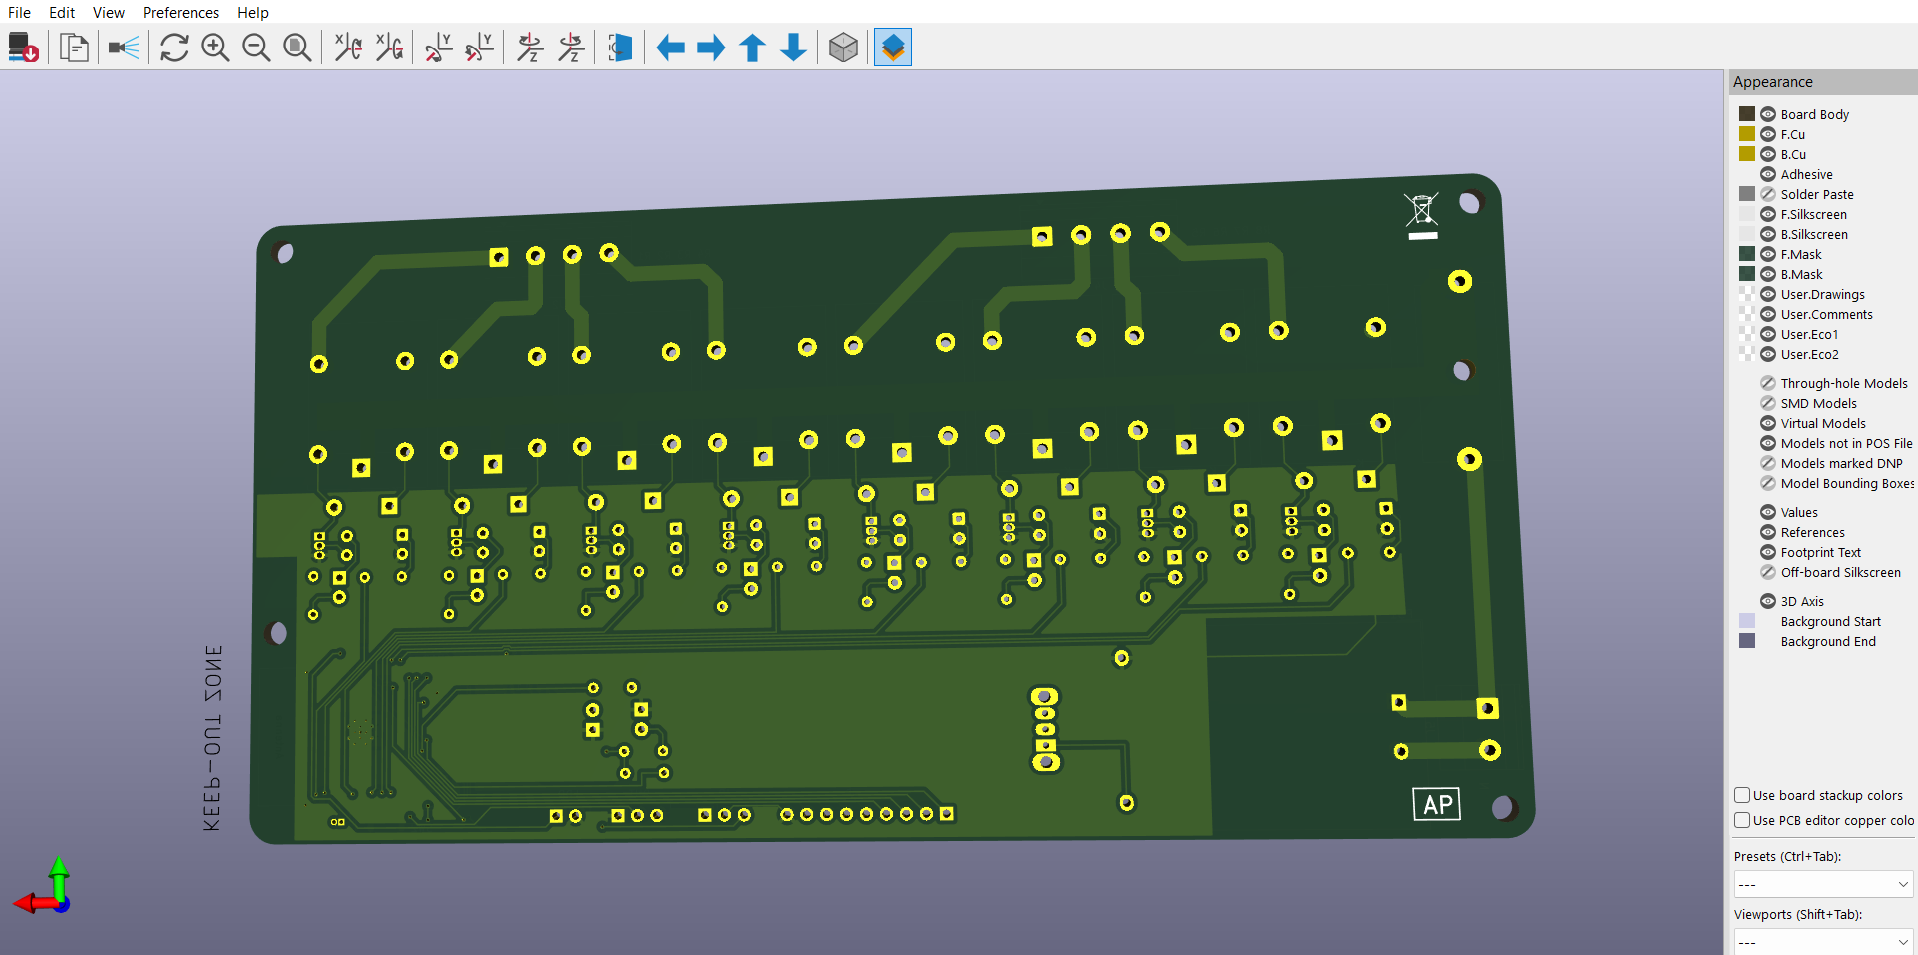 File Edit View Preferences Help
Appearance
Board Body
F.Cu
B.Cu
Adhesive
Solder Paste
F.Silkscreen
B.Silkscreen
F.Mask
B.Mask
User.Drawings
User.Comments
User.Eco1
User.Eco2
Through-hole Models
SMD Models
Virtual Models
Models not in POS File
Models marked DNP
Model Bounding Boxes
Values
References
Footprint Text
Off-board Silkscreen
3D Axis
Background Start
Background End
Use board stackup colors
Use PCB editor copper colo
Presets (Ctrl+Tab):
---
Viewports (Shift+Tab):
---
KEEP-OUT ZONE
AP
X
X
Y
Y
Z
Z